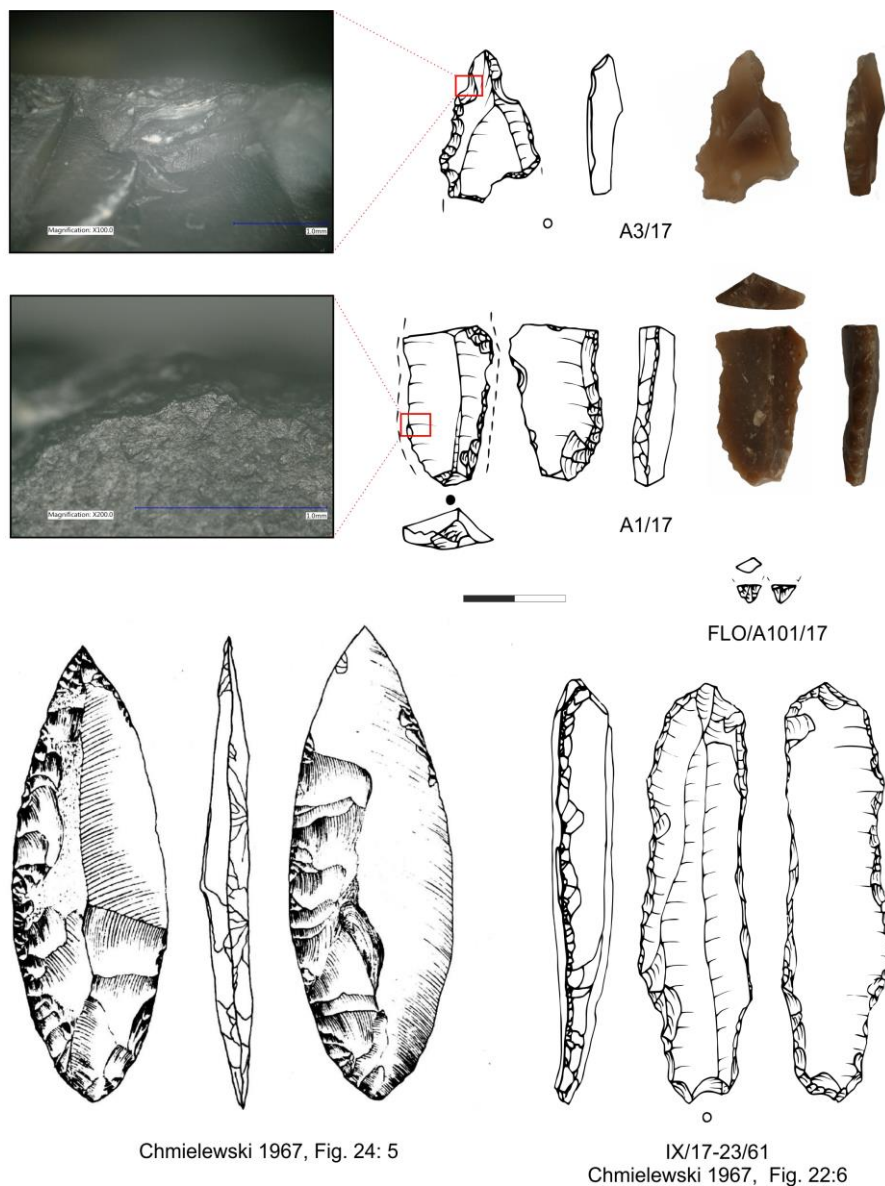 Magnification: X100.0
1.0mm
A3/17
Magnification: X200.0
1.0mm
A1/17
FLO/A101/17
Chmielewski 1967, Fig. 24: 5
IX/17-23/61
Chmielewski 1967, Fig. 22:6